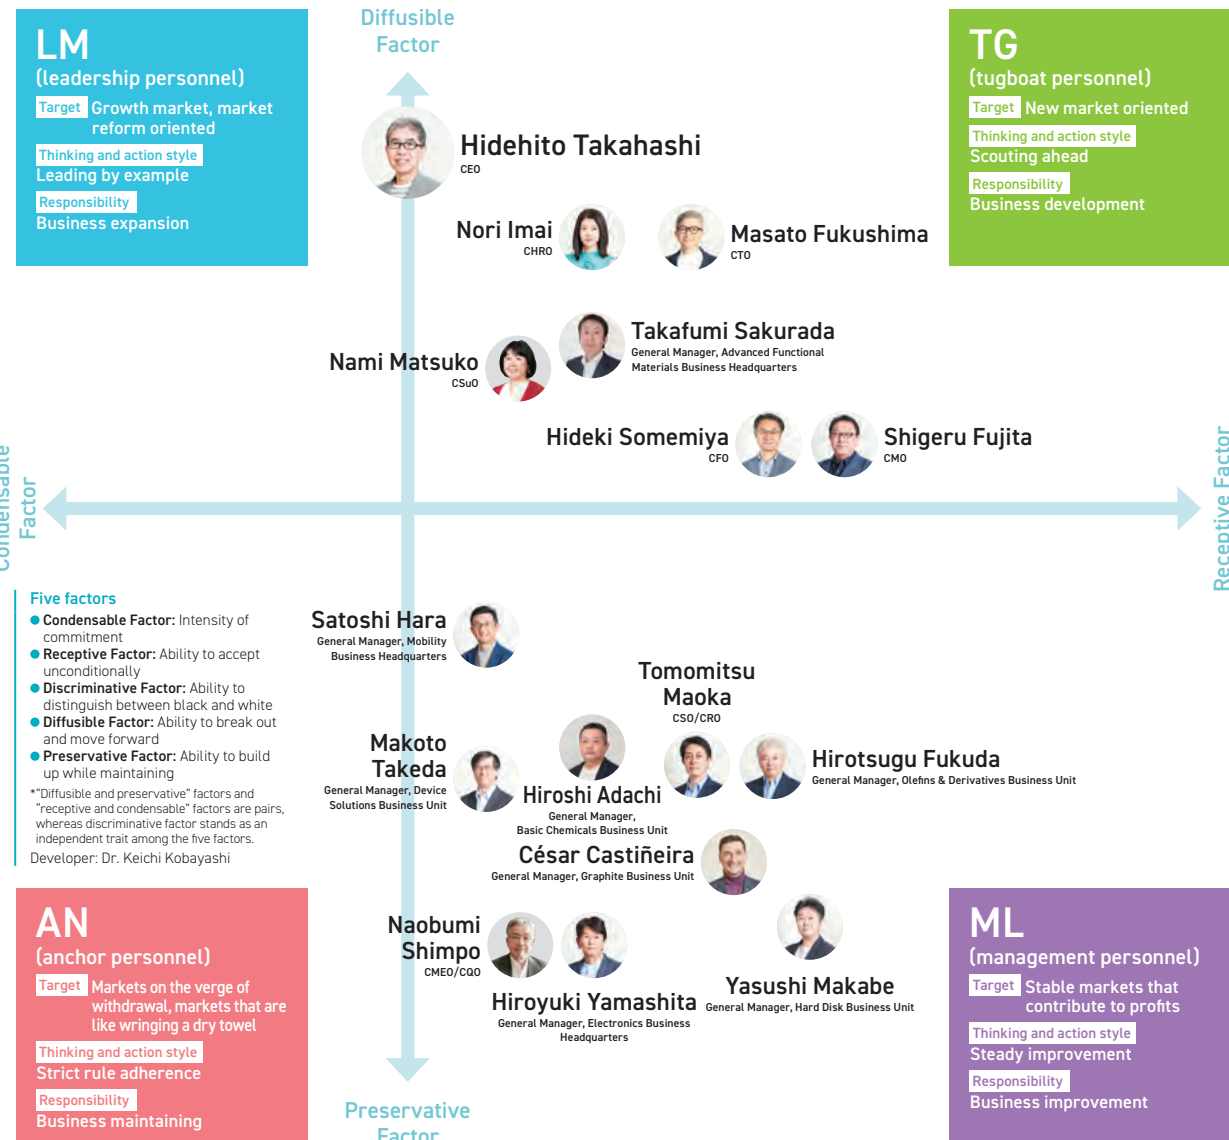 Diffusible
Factor
LM
(leadership personnel)
Target Growth market, market
reform oriented
Thinking and action style
Leading by example
Responsibility
Business expansion
TG
(tugboat personnel)
Target New market oriented
Thinking and action style
Scouting ahead
Responsibility
Business development
Hidehito Takahashi
CEO
Nori Imai
CHRO
Masato Fukushima
CTO
Takafumi Sakurada
General Manager, Advanced Functional
Materials Business Headquarters
Nami Matsuko
CSuO
Hideki Somemiya
CFO
Shigeru Fujita
CMO
Condensable
Factor
Receptive Factor
Five factors
● Condensable Factor: Intensity of
commitment
● Receptive Factor: Ability to accept
unconditionally
● Discriminative Factor: Ability to
distinguish between black and white
● Diffusible Factor: Ability to break out
and move forward
● Preservative Factor: Ability to build
up while maintaining
*"Diffusible and preservative" factors and
"receptive and condensable" factors are pairs,
whereas discriminative factor stands as an
independent trait among the five factors.
Developer: Dr. Keichi Kobayashi
Satoshi Hara
General Manager, Mobility
Business Headquarters
Tomomitsu
Maoka
CSO/CRO
Makoto
Takeda
General Manager, Device
Solutions Business Unit
Hiroshi Adachi
General Manager,
Basic Chemicals Business Unit
Hirotsugu Fukuda
General Manager, Olefins & Derivatives Business Unit
César Castiñeira
General Manager, Graphite Business Unit
Naobumi
Shimpo
CMEO/CQO
Hiroyuki Yamashita
General Manager, Electronics Business
Headquarters
Yasushi Makabe
General Manager, Hard Disk Business Unit
AN
(anchor personnel)
Target Markets on the verge of
withdrawal, markets that are
like wringing a dry towel
Thinking and action style
Strict rule adherence
Responsibility
Business maintaining
ML
(management personnel)
Target Stable markets that
contribute to profits
Thinking and action style
Steady improvement
Responsibility
Business improvement
Preservative
Factor